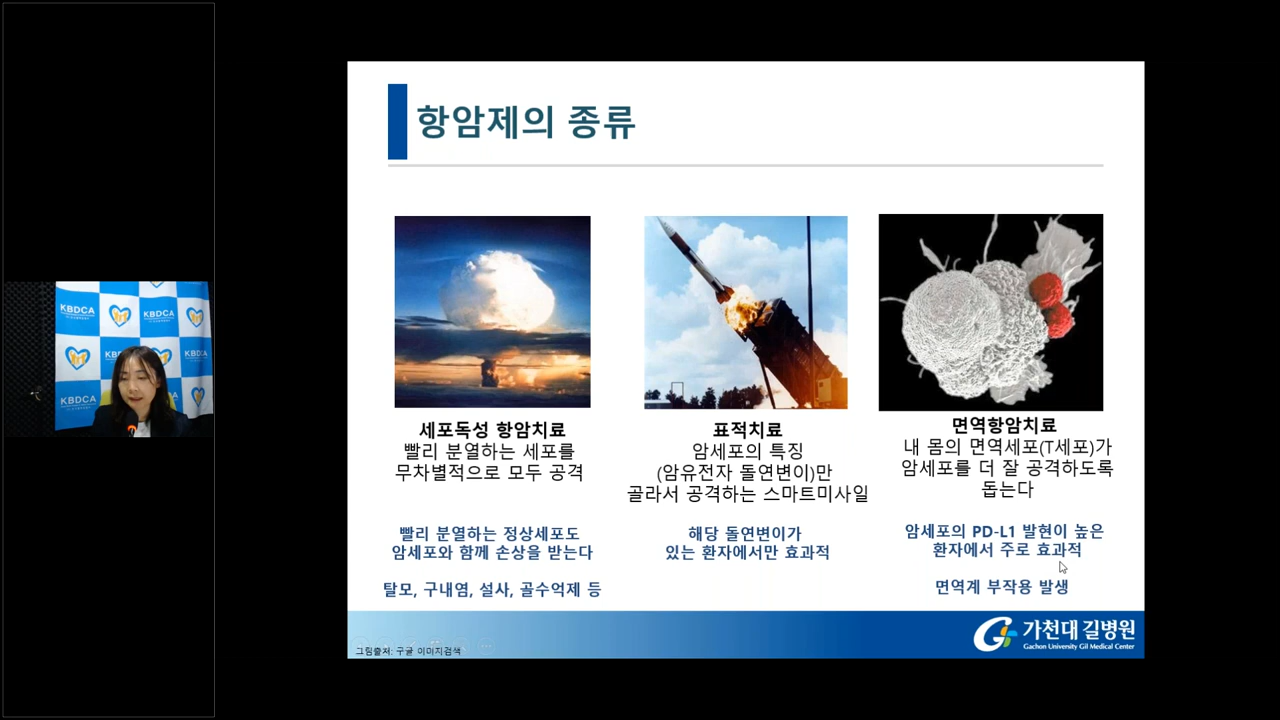 항암제의 종류
세포독성 항암치료
빨리 분열하는 세포를
무차별적으로 모두 공격
빨리 분열하는 정상세포도
암세포와 함께 손상을 받는다
탈모, 구내염, 설사, 골수억제 등
표적치료
암세포의 특징
(암유전자 돌연변이)만
골라서 공격하는 스마트미사일
해당 돌연변이가
있는 환자에서만 효과적
면역항암치료
내 몸의 면역세포(T세포)가
암세포를 더 잘 공격하도록
돕는다
암세포의 PD-L1 발현이 높은
환자에서 주로 효과적
면역계 부작용 발생
그림출처: 구글 이미지검색
가천대 길병원
Gachon University Gil Medical Center
KBDCA
KBDCA
KBDCA
KBDCA